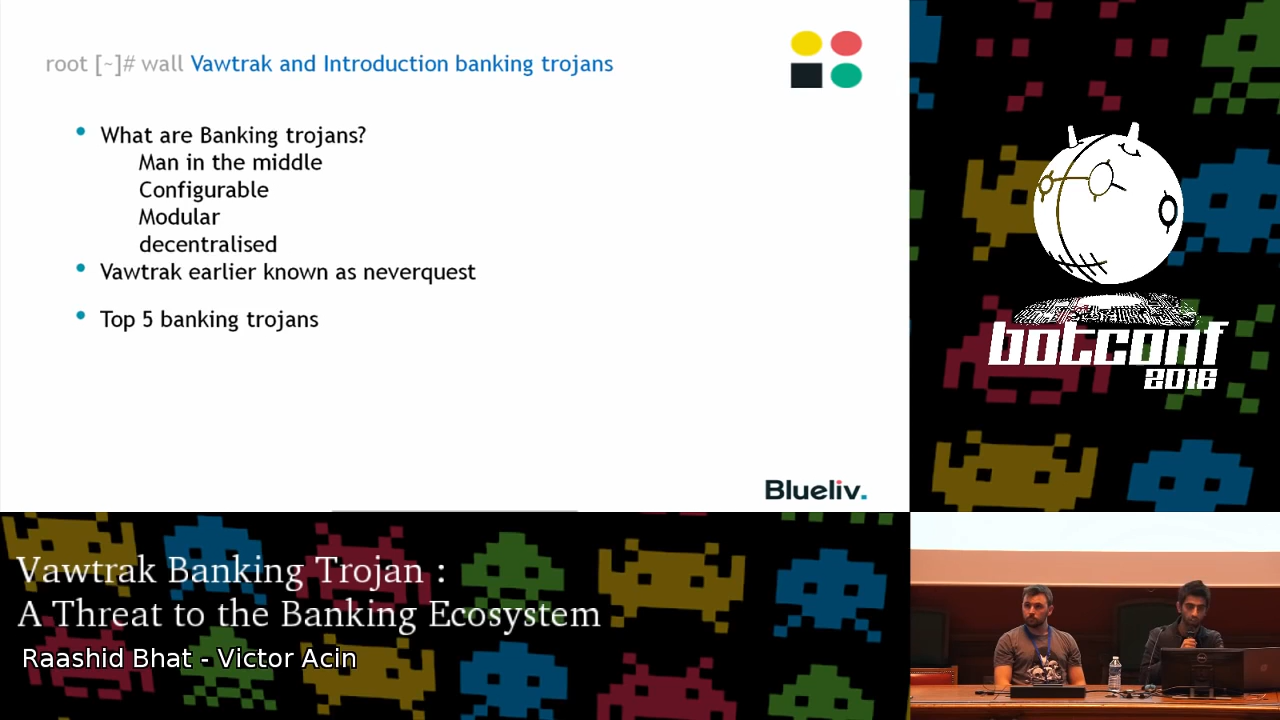 root [~]# wall Vawtrak and Introduction banking trojans
What are Banking trojans?
Man in the middle
Configurable
Modular
decentralised
Vawtrak earlier known as neverquest
Top 5 banking trojans
Blueliv.
botconf
2016
Vawtrak Banking Trojan :
A Threat to the Banking Ecosystem
Raashid Bhat - Victor Acin